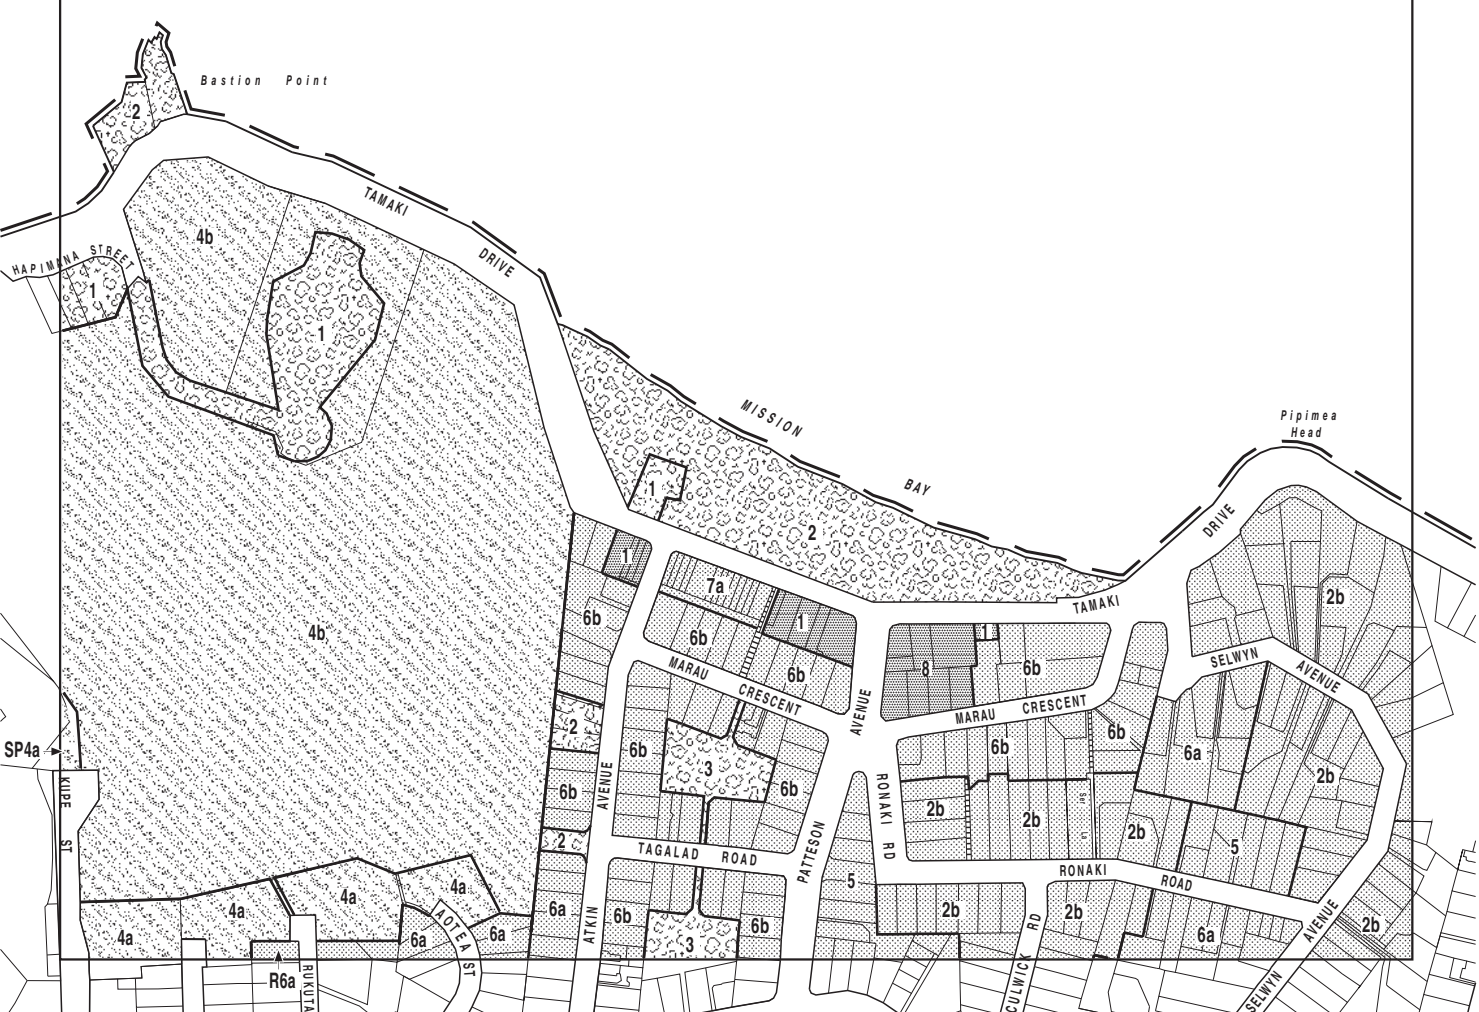 Bastion Point
2
TAMAKI
DRIVE
HAPIMANA STREET
4b
1
1
MISSION
BAY
Pipimea
Head
DRIVE
1
2
TAMAKI
1
7a
1
1
2b
6b
6b
6b
8
6b
SELWYN
AVENUE
MARAU
CRESCENT
AVENUE
MARAU
CRESCENT
4b
2
6b
3
6b
6b
6b
6a
2b
SP4a
KUPE
ST
6b
AVENUE
2b
2b
2b
2
TAGALAD ROAD
PATTESON
RONAKI RD
5
5
RONAKI
ROAD
4a
4a
4a
4a
6a
AOTEA ST
6a
6a
ATKIN
6b
3
6b
2b
RD
2b
6a
AVENUE
2b
R6a
RUKUTA
CULWICK
SELWYN